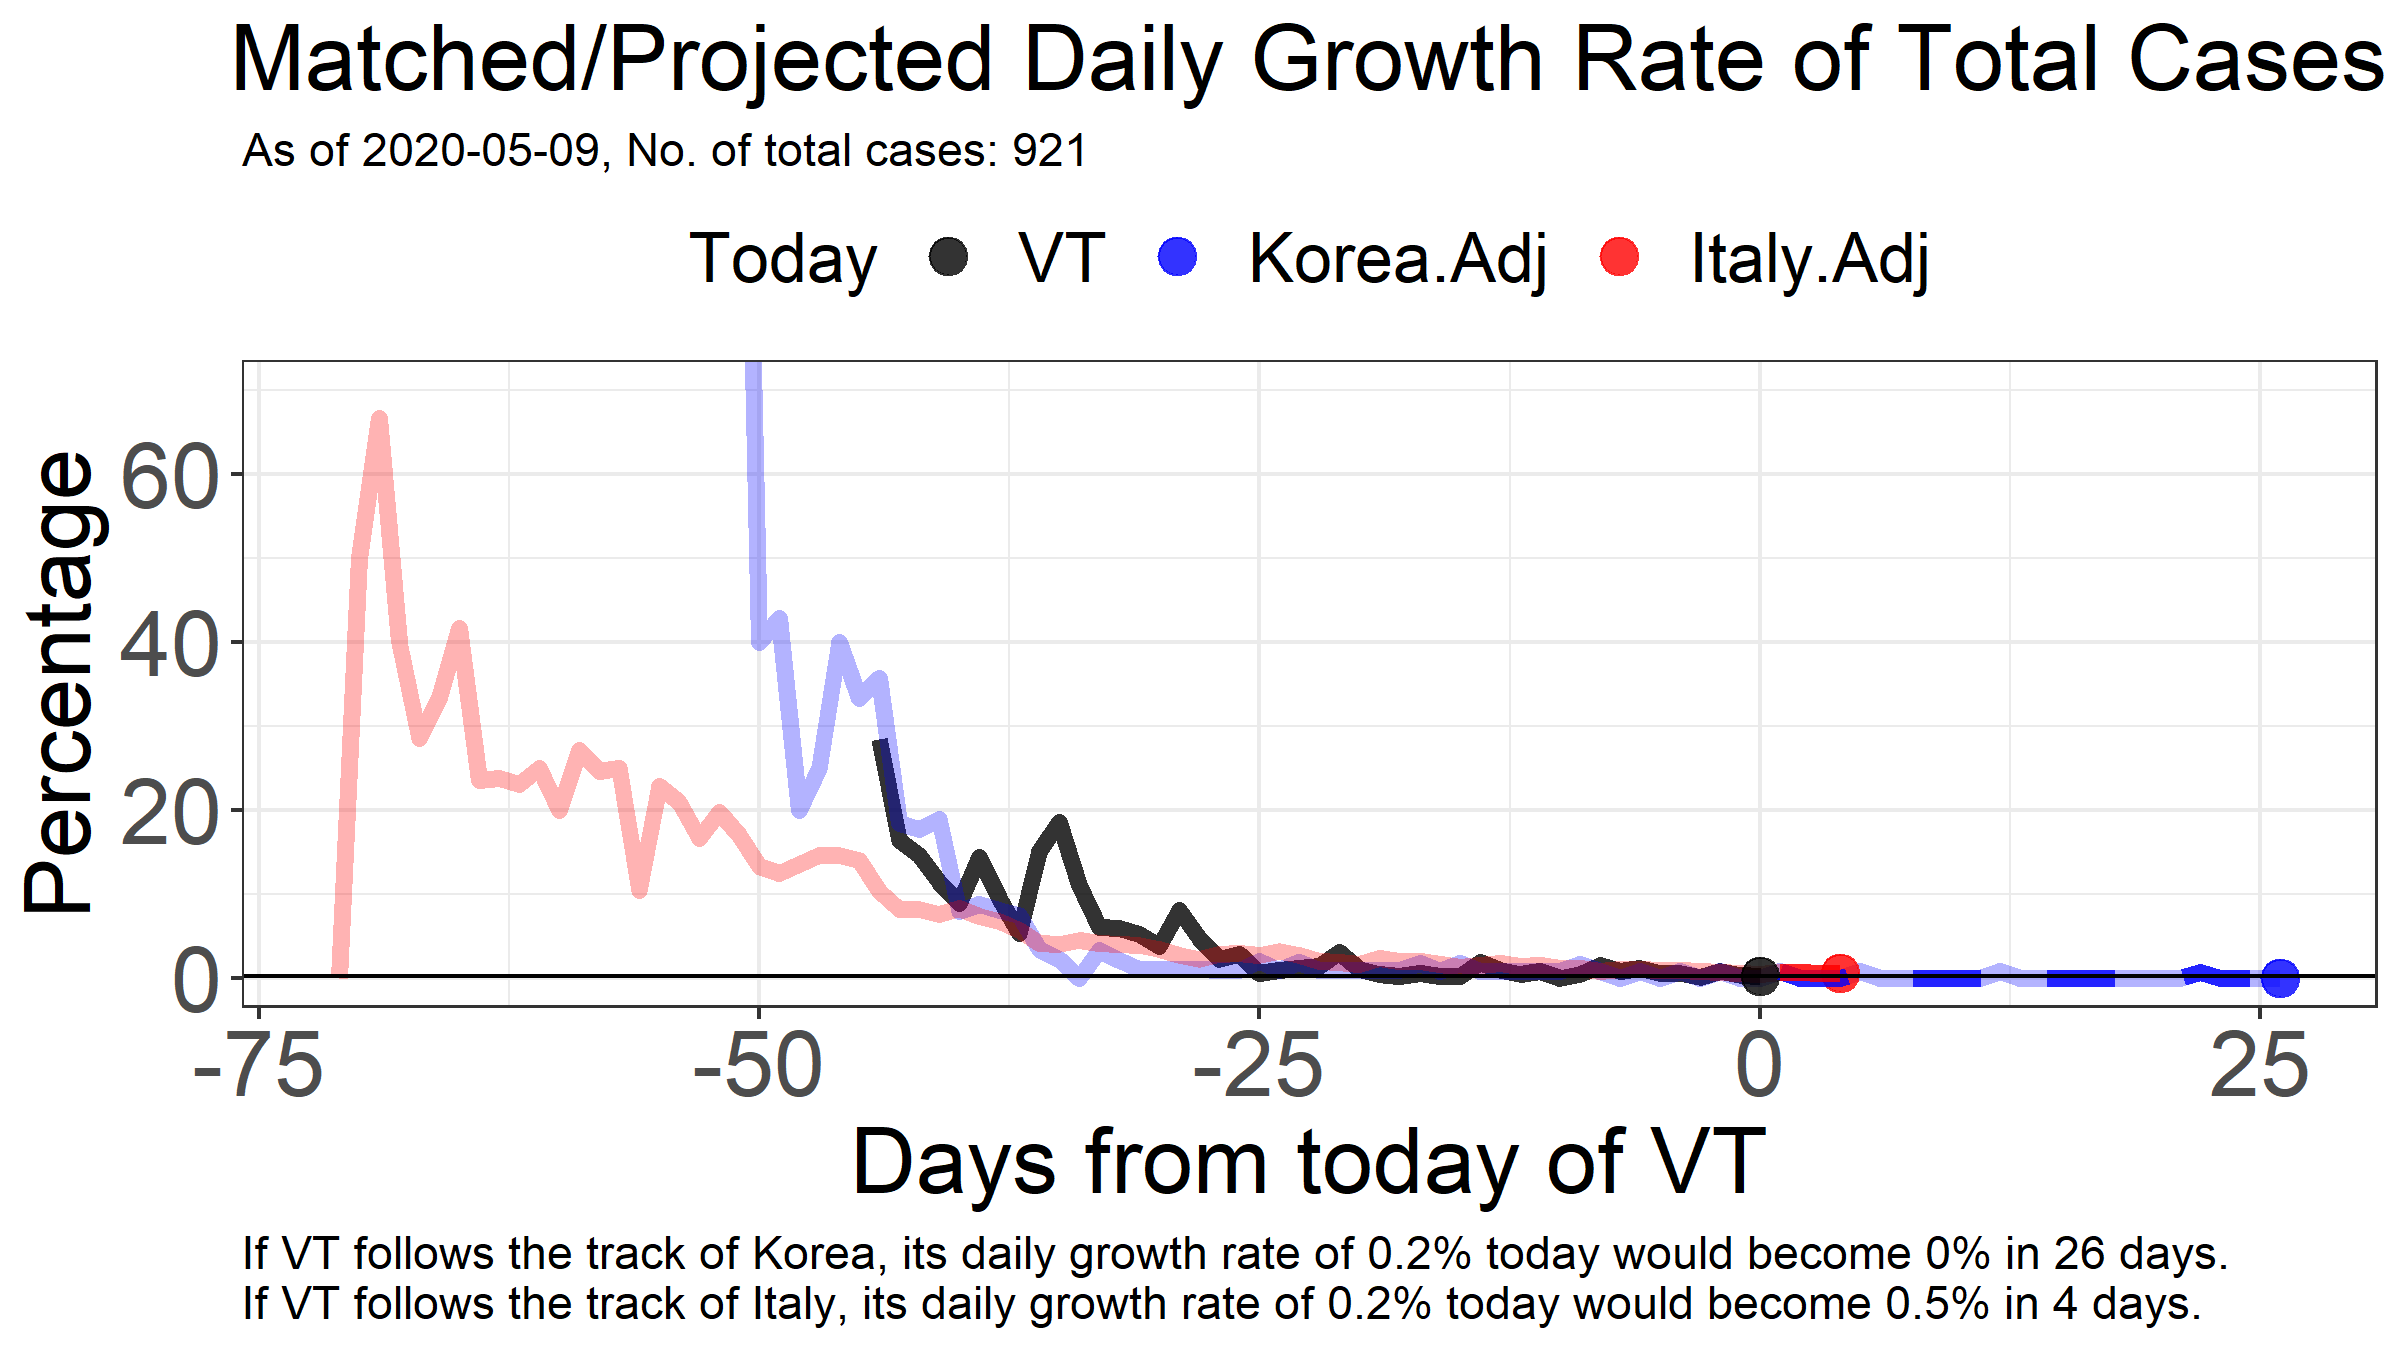 Matched/Projected Daily Growth Rate of Total Cases
As of 2020-05-09, No. of total cases: 921
Today VT Korea.Adj Italy.Adj
Percentage
60
40
20
0
-75 -50 -25 0 25
Days from today of VT
If VT follows the track of Korea, its daily growth rate of 0.2% today would become 0% in 26 days.
If VT follows the track of Italy, its daily growth rate of 0.2% today would become 0.5% in 4 days.